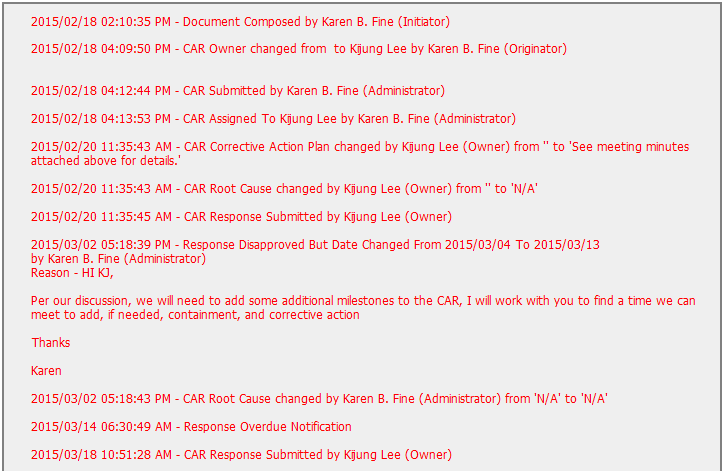 2015/02/18 02:10:35 PM - Document Composed by Karen B. Fine (Initiator)
2015/02/18 04:09:50 PM - CAR Owner changed from  to Kijung Lee by Karen B. Fine (Originator)
2015/02/18 04:12:44 PM - CAR Submitted by Karen B. Fine (Administrator)
2015/02/18 04:13:53 PM - CAR Assigned To Kijung Lee by Karen B. Fine (Administrator)
2015/02/20 11:35:43 AM - CAR Corrective Action Plan changed by Kijung Lee (Owner) from '' to 'See meeting minutes
attached above for details.'
2015/02/20 11:35:43 AM - CAR Root Cause changed by Kijung Lee (Owner) from '' to 'N/A'
2015/02/20 11:35:45 AM - CAR Response Submitted by Kijung Lee (Owner)
2015/03/02 05:18:39 PM - Response Disapproved But Date Changed From 2015/03/04 To 2015/03/13
by Karen B. Fine (Administrator)
Reason - HI KJ,
Per our discussion, we will need to add some additional milestones to the CAR, I will work with you to find a time we can
meet to add, if needed, containment, and corrective action
Thanks
Karen
2015/03/02 05:18:43 PM - CAR Root Cause changed by Karen B. Fine (Administrator) from 'N/A' to 'N/A'
2015/03/14 06:30:49 AM - Response Overdue Notification
2015/03/18 10:51:28 AM - CAR Response Submitted by Kijung Lee (Owner)